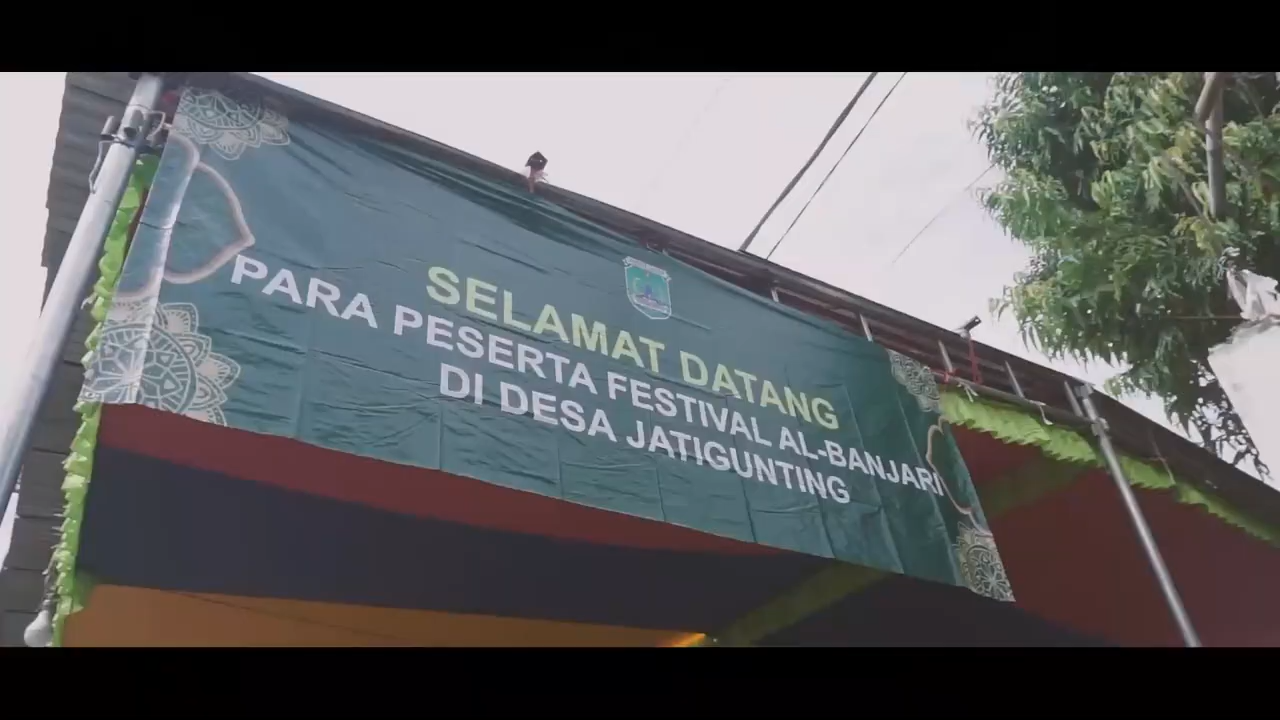 SELAMAT DATANG
PARA PESERTA FESTIVAL AL-BANJARI
DI DESA JATIGUNTING